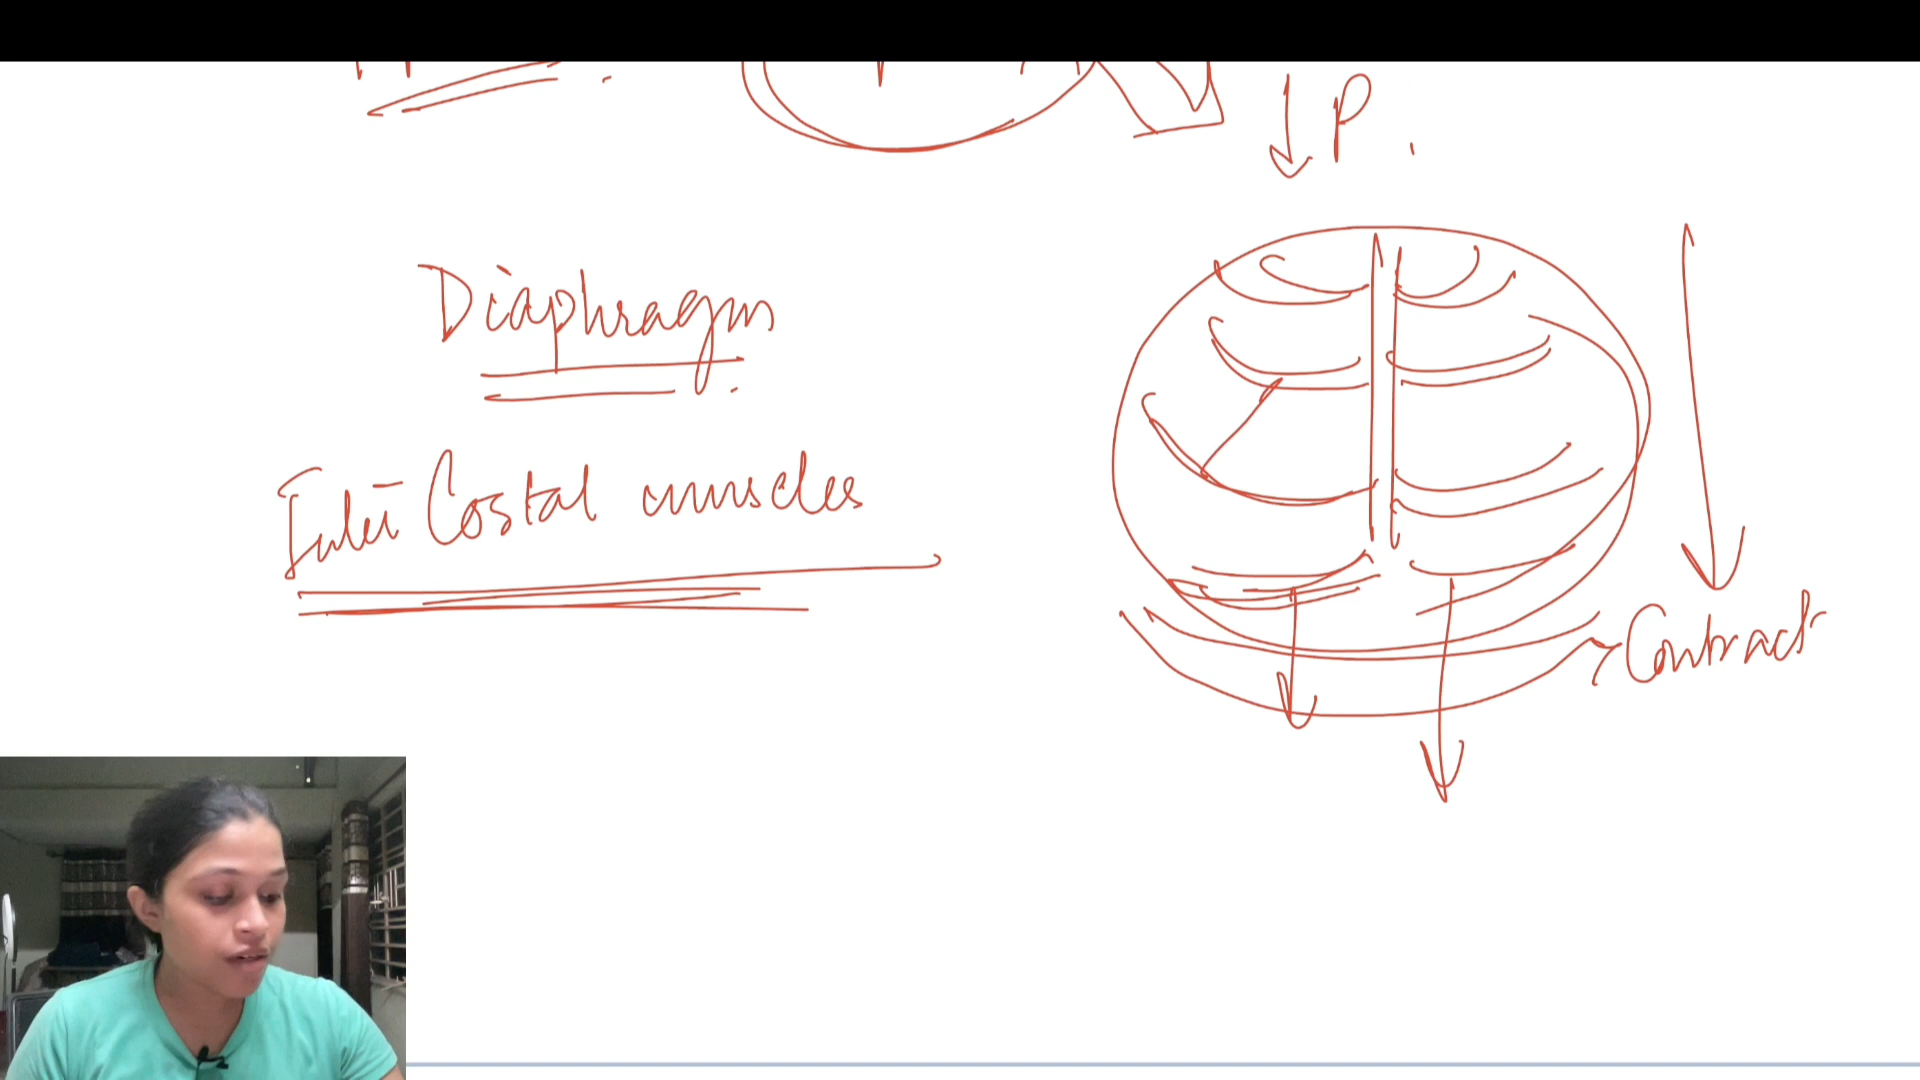 ↓ P.
Diaphragm
Inter Costal muscles
Contract